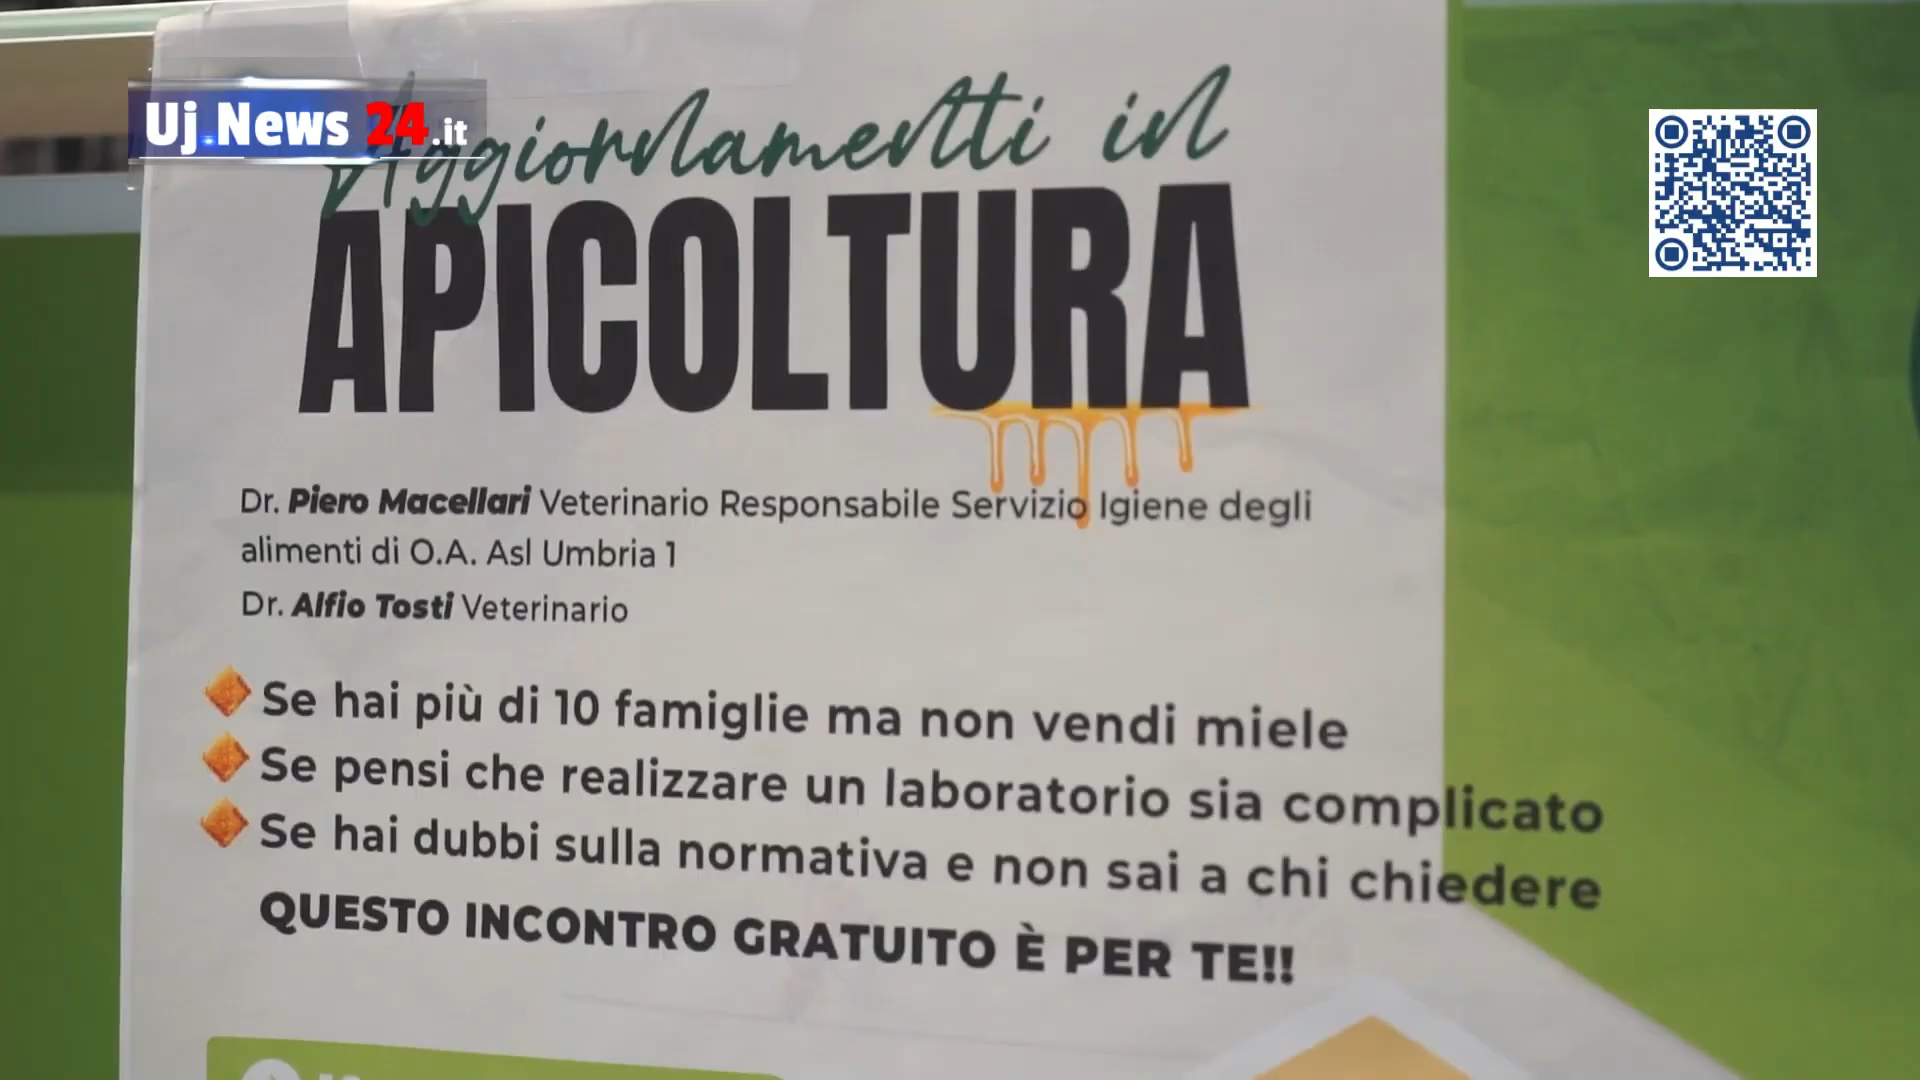 Uj News 24.it
Aggiornamenti in
APICOLTURA
Dr. Piero Macellari Veterinario Responsabile Servizio Igiene degli
alimenti di O.A. Asl Umbria 1
Dr. Alfio Tosti Veterinario
Se hai più di 10 famiglie ma non vendi miele
Se pensi che realizzare un laboratorio sia complicato
Se hai dubbi sulla normativa e non sai a chi chiedere
QUESTO INCONTRO GRATUITO È PER TE!!